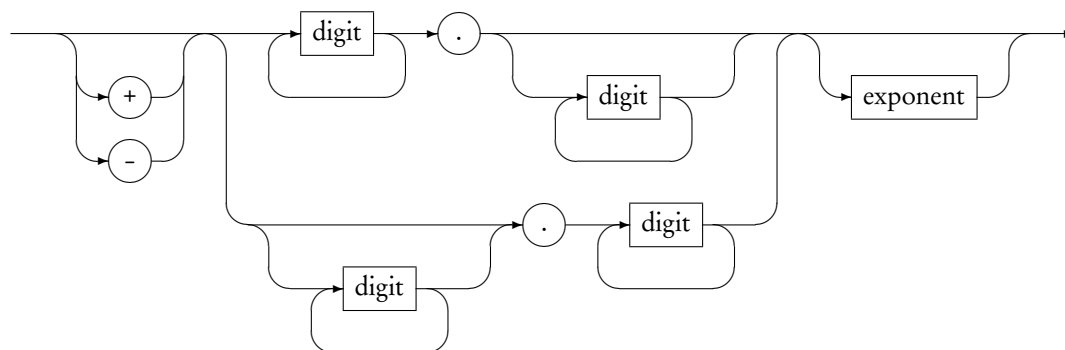 digit .
+ digit exponent
-
. digit
digit